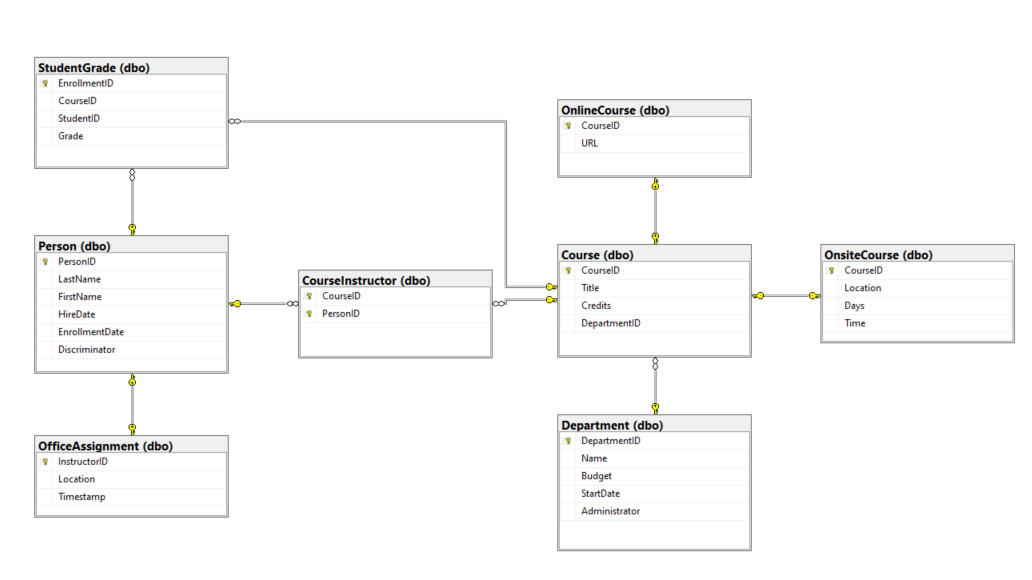 StudentGrade (dbo)
EnrollmentID
CourseID
StudentID
Grade
OnlineCourse (dbo)
CourseID
URL
Person (dbo)
PersonID
LastName
FirstName
HireDate
EnrollmentDate
Discriminator
CourseInstructor (dbo)
CourseID
PersonID
Course (dbo)
CourseID
Title
Credits
DepartmentID
OnsiteCourse (dbo)
CourseID
Location
Days
Time
OfficeAssignment (dbo)
InstructorID
Location
Timestamp
Department (dbo)
DepartmentID
Name
Budget
StartDate
Administrator